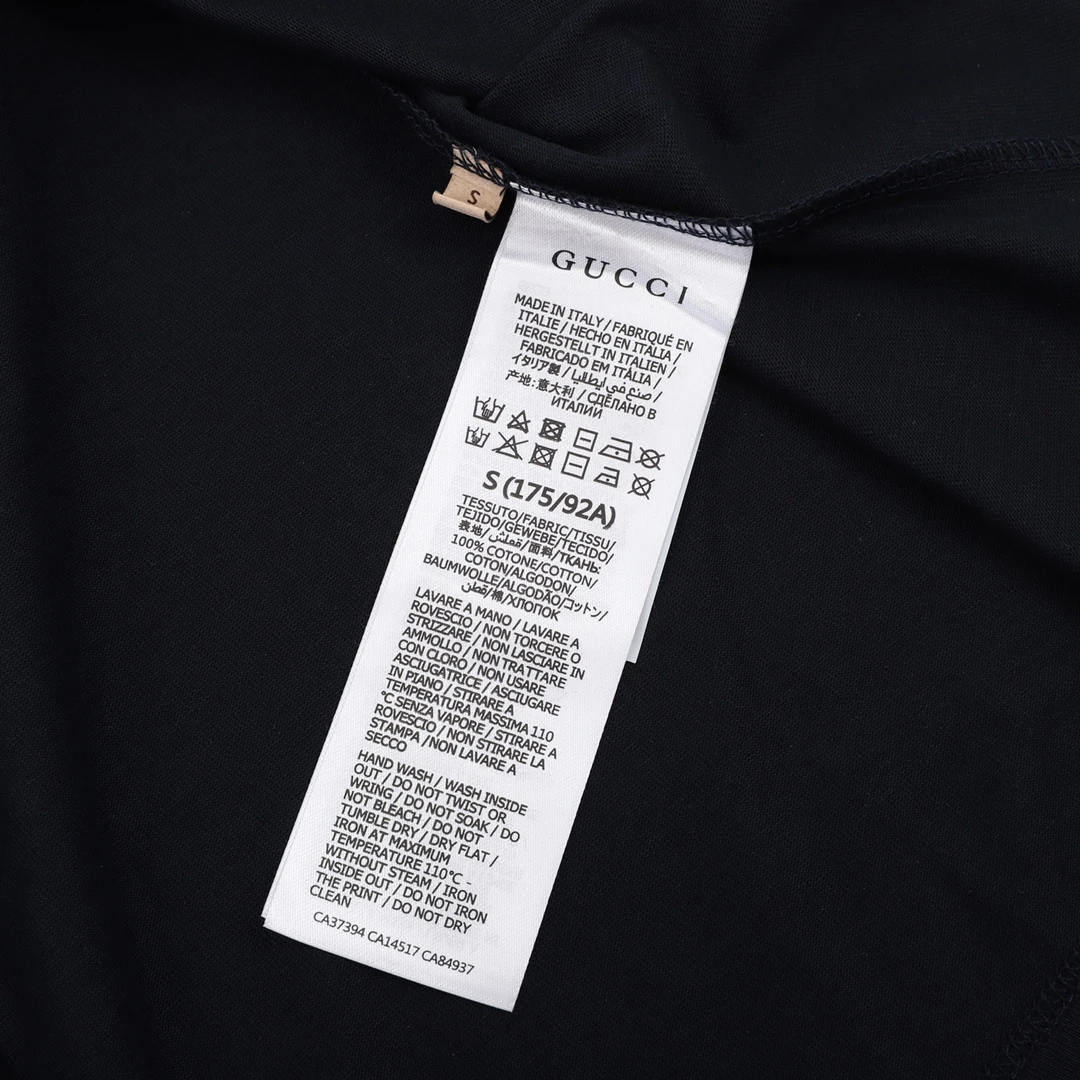 S
GUCCI
MADE IN ITALY / FABRIQUÉ EN
ITALIE / HECHO EN ITALIA /
HERGESTELLT IN ITALIEN /
FABRICADO EM ITÁLIA /
イタリア製 / صنع في ايطاليا /
产地:意大利 / СДЕЛАНО В
ИТАЛИИ
S (175/92A)
TESSUTO/FABRIC/TISSU/
TEJIDO/GEWEBE/TECIDO/
表地/قماش/面料/ТКАНЬ:
100% COTONE/COTTON/
COTON/ALGODON/
BAUMWOLLE/ALGODÃO/コットン/
قطن/棉/ХЛОПОК
LAVARE A MANO / LAVARE A
ROVESCIO / NON TORCERE O
STRIZZARE / NON LASCIARE IN
AMMOLLO / NON TRATTARE
CON CLORO / NON USARE
ASCIUGATRICE / ASCIUGARE
IN PIANO / STIRARE A
TEMPERATURA MASSIMA 110
℃ SENZA VAPORE / STIRARE A
ROVESCIO / NON STIRARE LA
STAMPA /NON LAVARE A
SECCO
HAND WASH / WASH INSIDE
OUT / DO NOT TWIST OR
WRING / DO NOT SOAK / DO
NOT BLEACH / DO NOT
TUMBLE DRY / DRY FLAT /
IRON AT MAXIMUM
TEMPERATURE 110℃ -
WITHOUT STEAM / IRON
INSIDE OUT / DO NOT IRON
THE PRINT / DO NOT DRY
CLEAN
CA37394 CA14517 CA84937